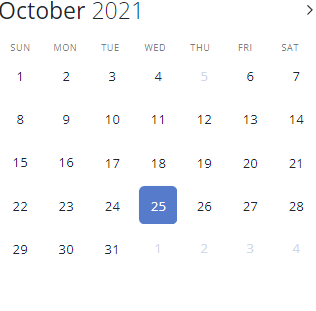 October 2021 >
SUN MON TUE WED THU FRI SAT
1 2 3 4 5 6 7
8 9 10 11 12 13 14
15 16 17 18 19 20 21
22 23 24 25 26 27 28
29 30 31 1 2 3 4